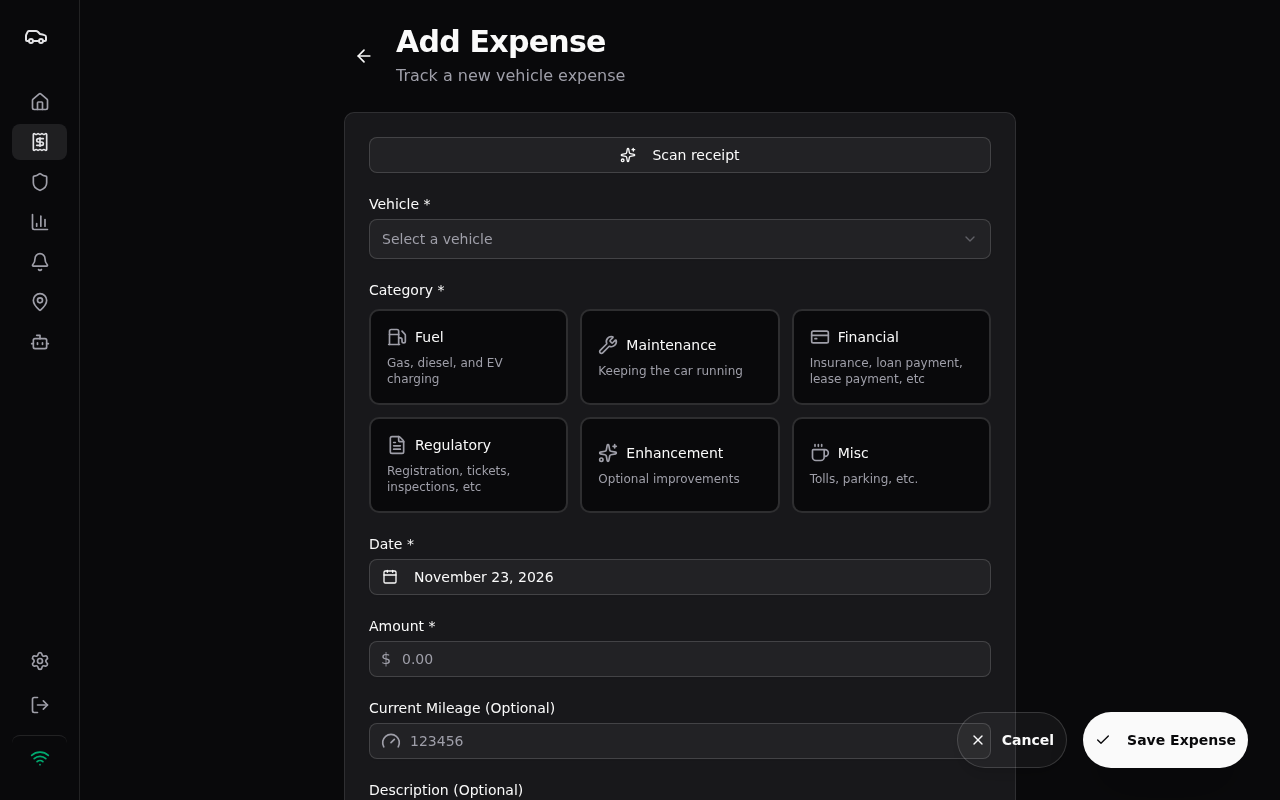 Add Expense
Track a new vehicle expense
Scan receipt
Vehicle *
Select a vehicle
Category *
Fuel
Gas, diesel, and EV
charging
Maintenance
Keeping the car running
Financial
Insurance, loan payment,
lease payment, etc
Regulatory
Registration, tickets,
inspections, etc
Enhancement
Optional improvements
Misc
Tolls, parking, etc.
Date *
November 23, 2026
Amount *
$ 0.00
Current Mileage (Optional)
123456
Cancel
Save Expense
Description (Optional)